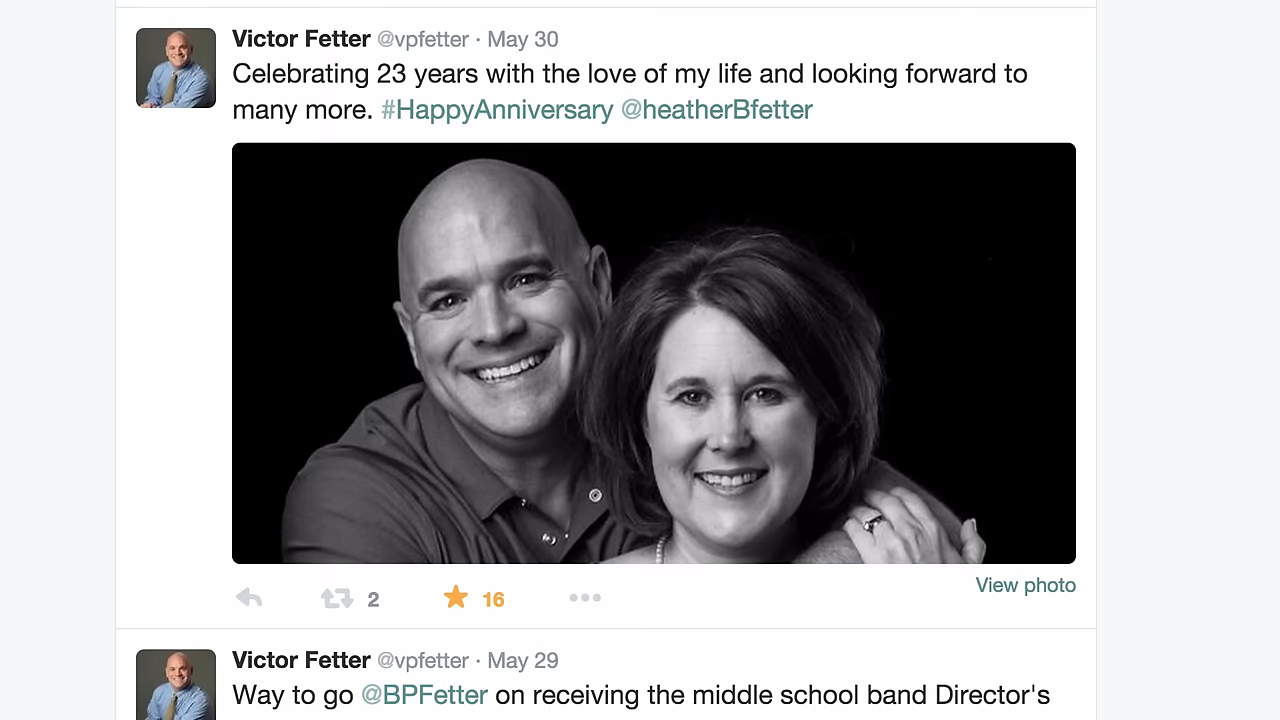 Victor Fetter @vpfetter · May 30
Celebrating 23 years with the love of my life and looking forward to
many more. #HappyAnniversary @heatherBfetter
View photo
2 16
Victor Fetter @vpfetter · May 29
Way to go @BPFetter on receiving the middle school band Director's